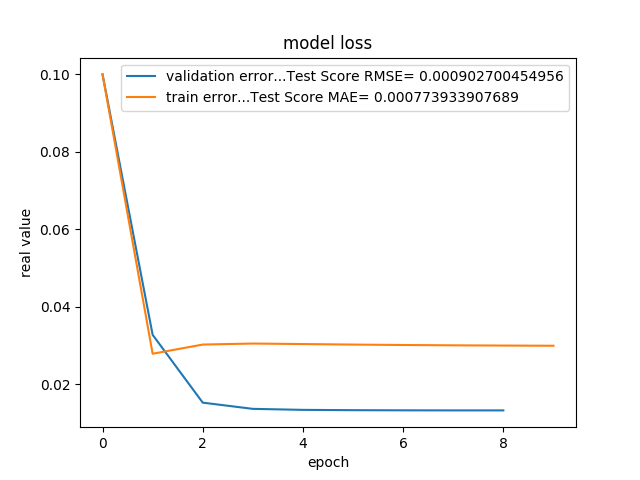 model loss
validation error...Test Score RMSE= 0.000902700454956
train error...Test Score MAE= 0.000773933907689
0.10
0.08
0.06
0.04
0.02
real value
0 2 4 6 8
epoch